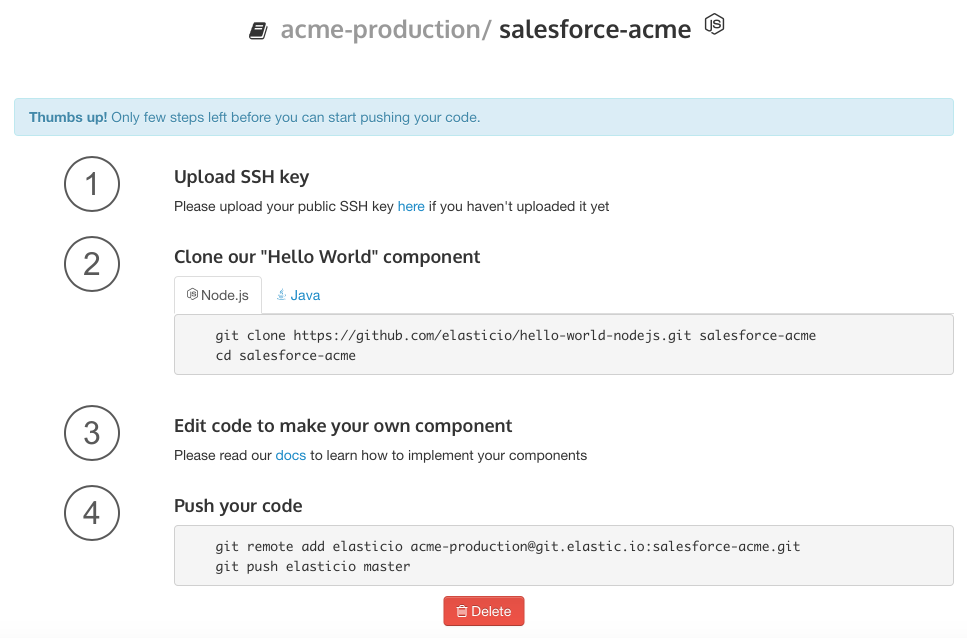 acme-production/ salesforce-acme JS
Thumbs up! Only few steps left before you can start pushing your code.
1
Upload SSH key
Please upload your public SSH key here if you haven't uploaded it yet
2
Clone our "Hello World" component
Node.js Java
git clone https://github.com/elasticio/hello-world-nodejs.git salesforce-acme
cd salesforce-acme
3
Edit code to make your own component
Please read our docs to learn how to implement your components
4
Push your code
git remote add elasticio acme-production@git.elastic.io:salesforce-acme.git
git push elasticio master
Delete